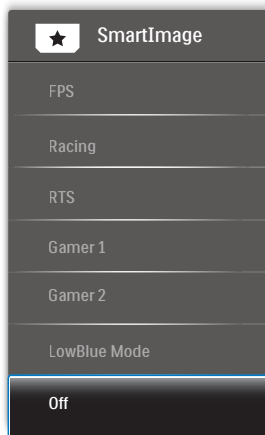 SmartImage
FPS
Racing
RTS
Gamer 1
Gamer 2
LowBlue Mode
Off